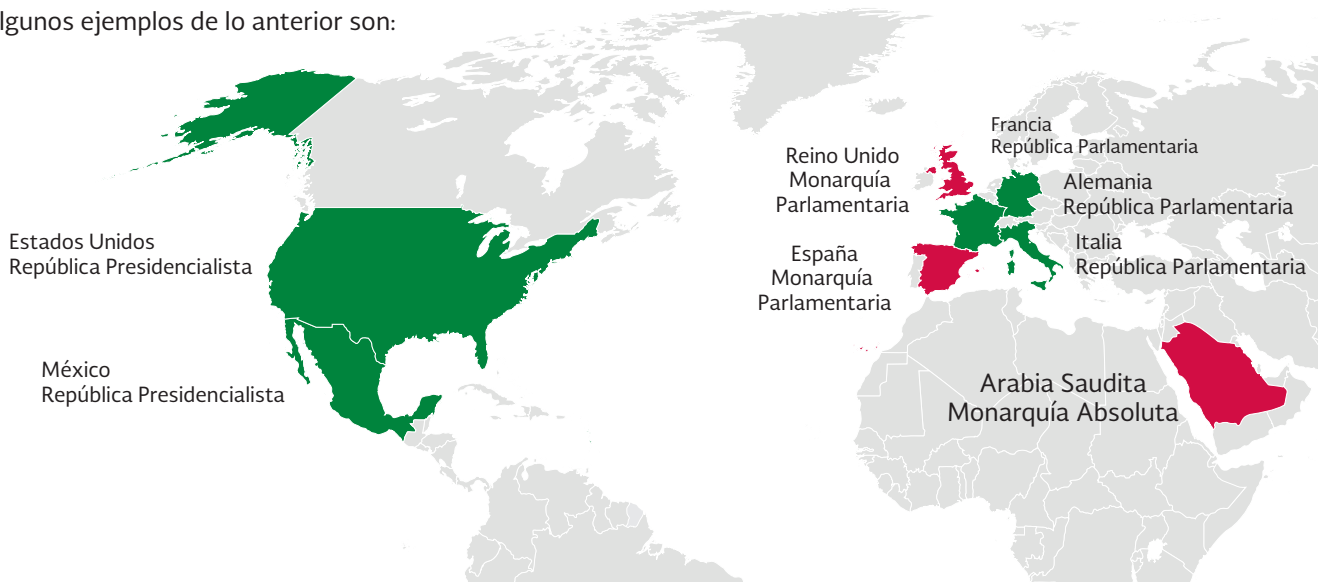 lgunos ejemplos de lo anterior son:
Estados Unidos
República Presidencialista
México
República Presidencialista
Reino Unido
Monarquía
Parlamentaria
España
Monarquía
Parlamentaria
Francia
República Parlamentaria
Alemania
República Parlamentaria
Italia
República Parlamentaria
Arabia Saudita
Monarquía Absoluta